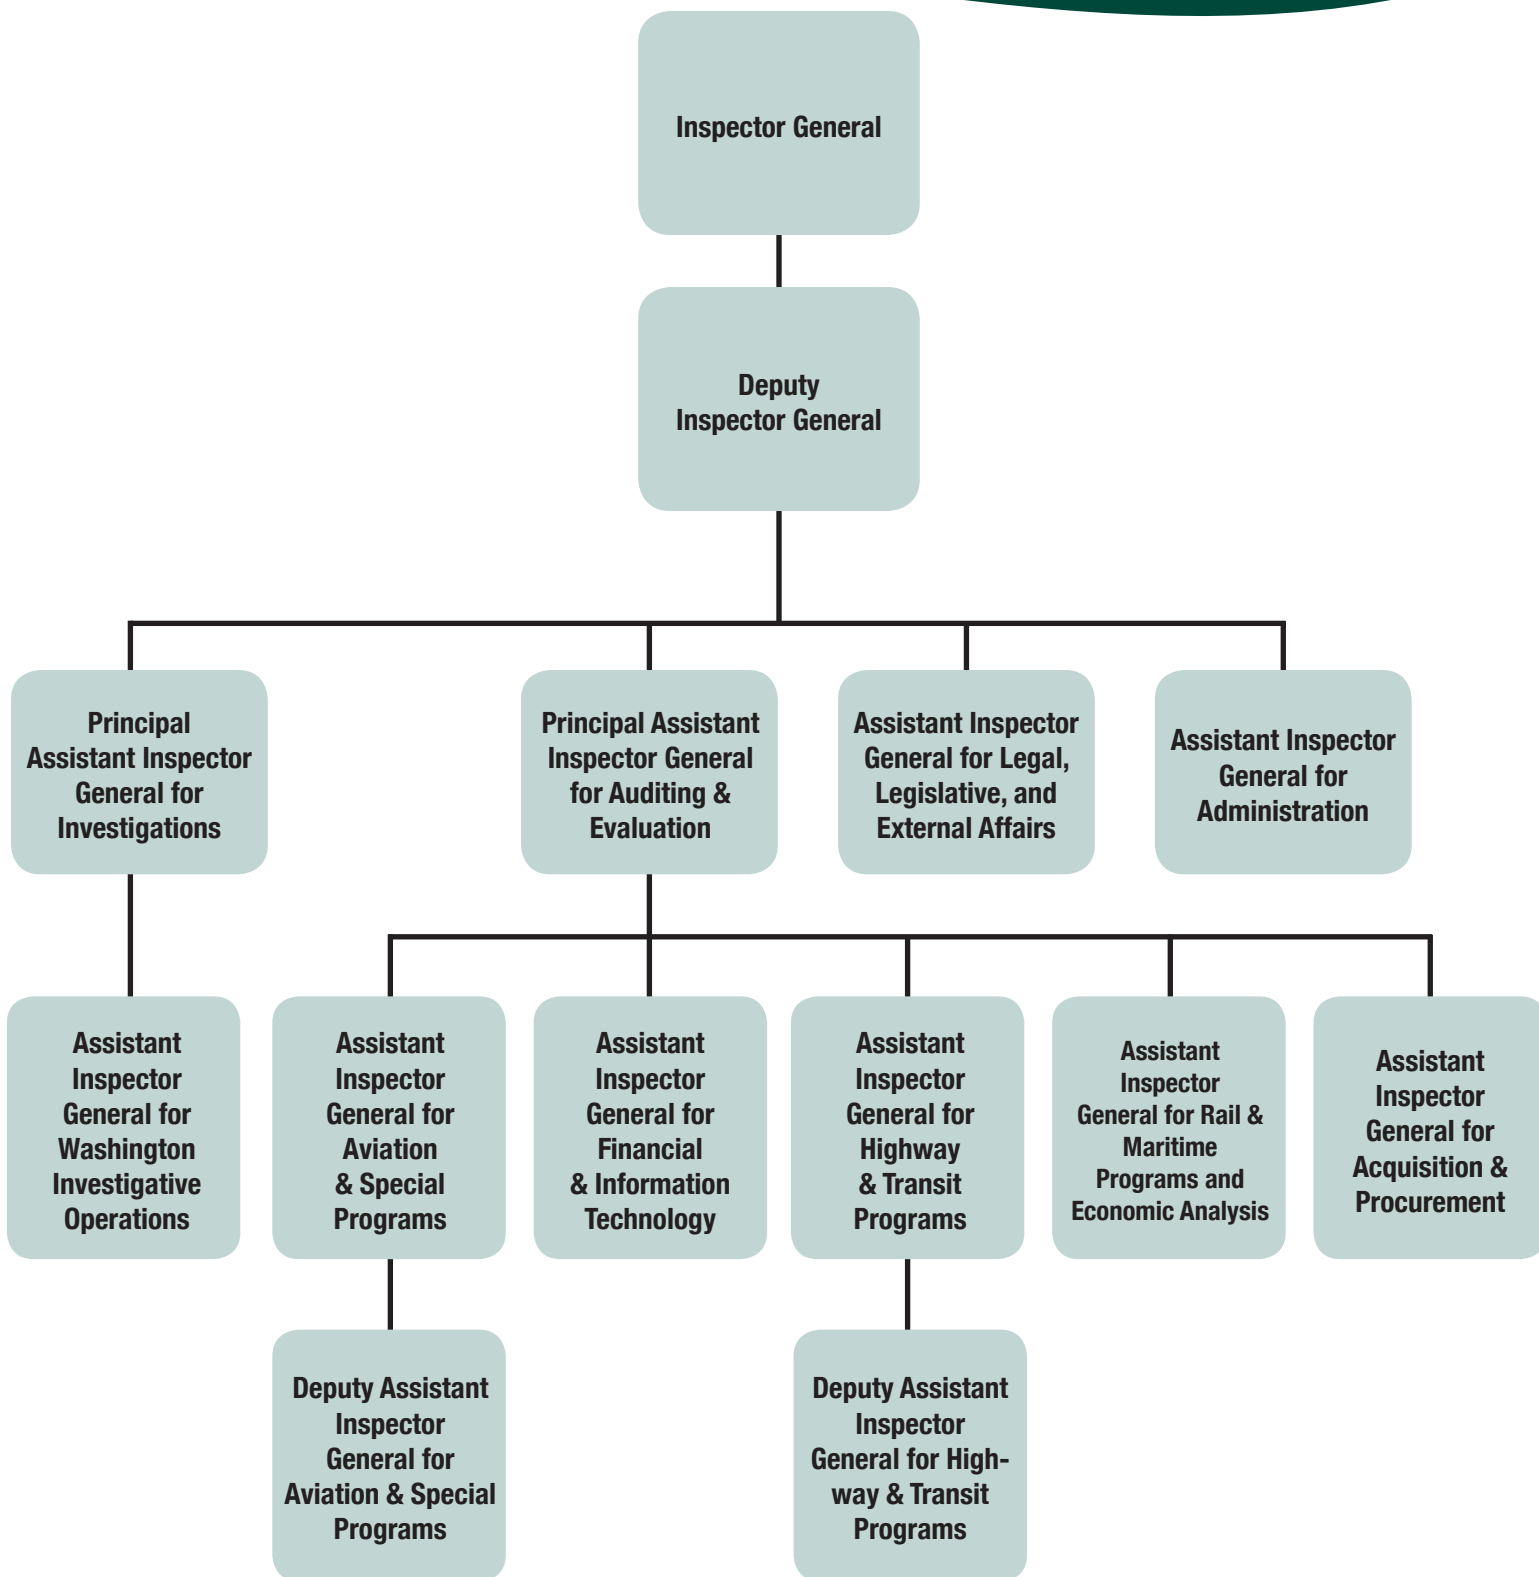 Inspector General
Deputy
Inspector General
Principal
Assistant Inspector
General for
Investigations
Principal Assistant
Inspector General
for Auditing &
Evaluation
Assistant Inspector
General for Legal,
Legislative, and
External Affairs
Assistant Inspector
General for
Administration
Assistant
Inspector
General for
Washington
Investigative
Operations
Assistant
Inspector
General for
Aviation
& Special
Programs
Assistant
Inspector
General for
Financial
& Information
Technology
Assistant
Inspector
General for
Highway
& Transit
Programs
Assistant
Inspector
General for Rail &
Maritime
Programs and
Economic Analysis
Assistant
Inspector
General for
Acquisition &
Procurement
Deputy Assistant
Inspector
General for
Aviation & Special
Programs
Deputy Assistant
Inspector
General for High-
way & Transit
Programs